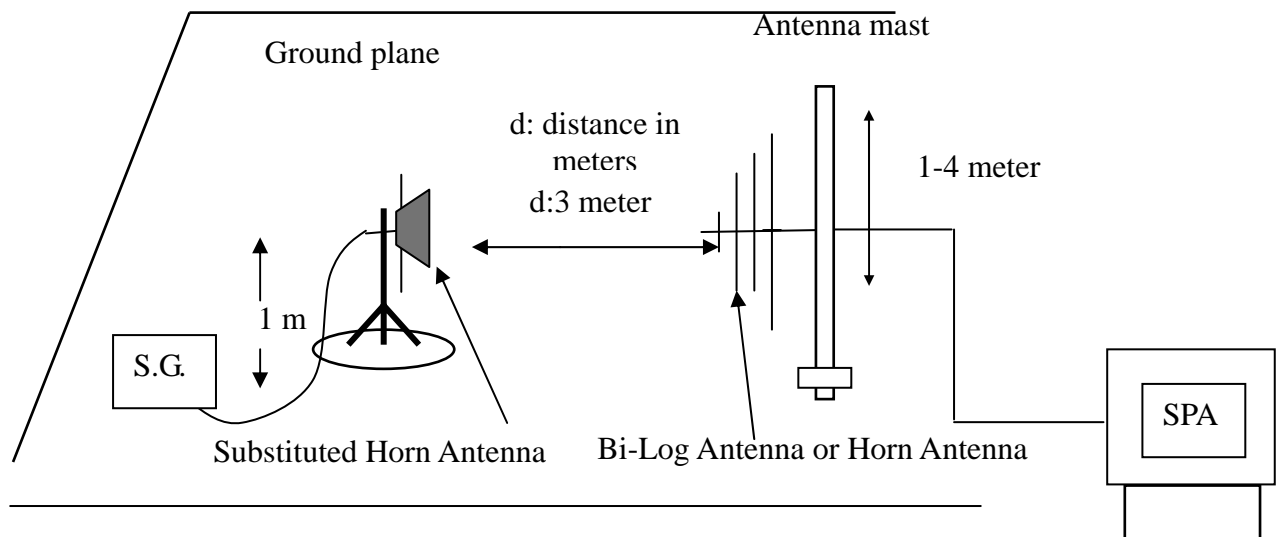 Antenna mast
Ground plane
d: distance in
meters
d:3 meter
1-4 meter
1 m
S.G.
SPA
Substituted Horn Antenna
Bi-Log Antenna or Horn Antenna